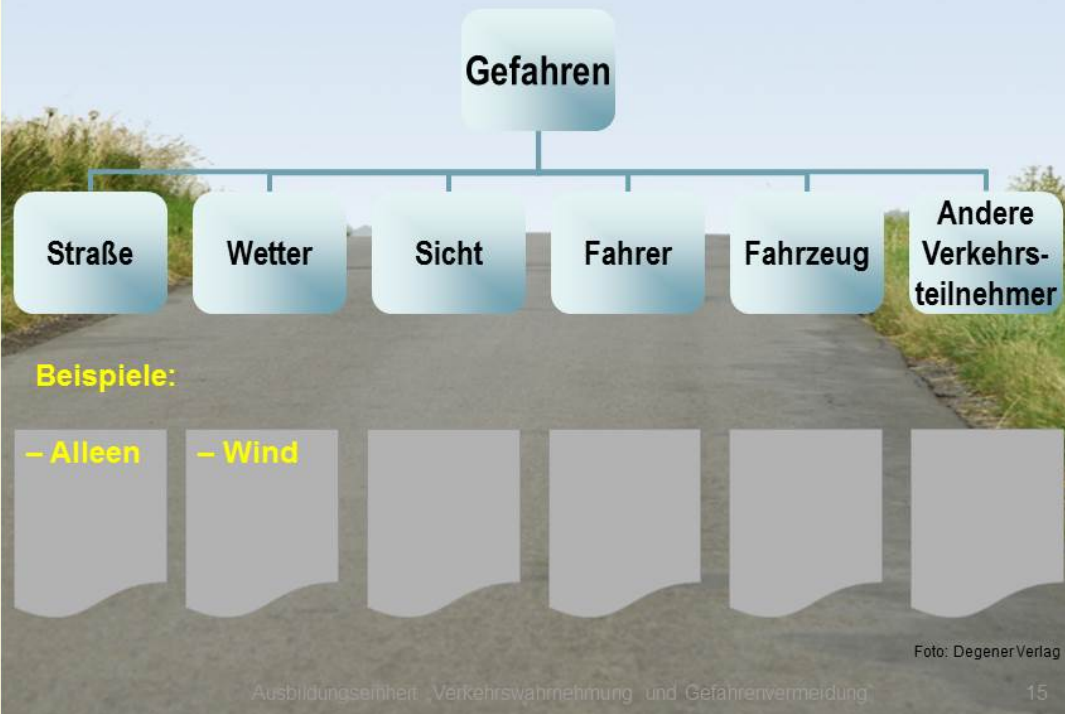 Gefahren
Straße
Wetter
Sicht
Fahrer
Fahrzeug
Andere
Verkehrs-
teilnehmer
Beispiele:
– Alleen
– Wind
Foto: Degener Verlag
Ausbildungseinheit „Verkehrswahrnehmung und Gefahrenvermeidung“
15